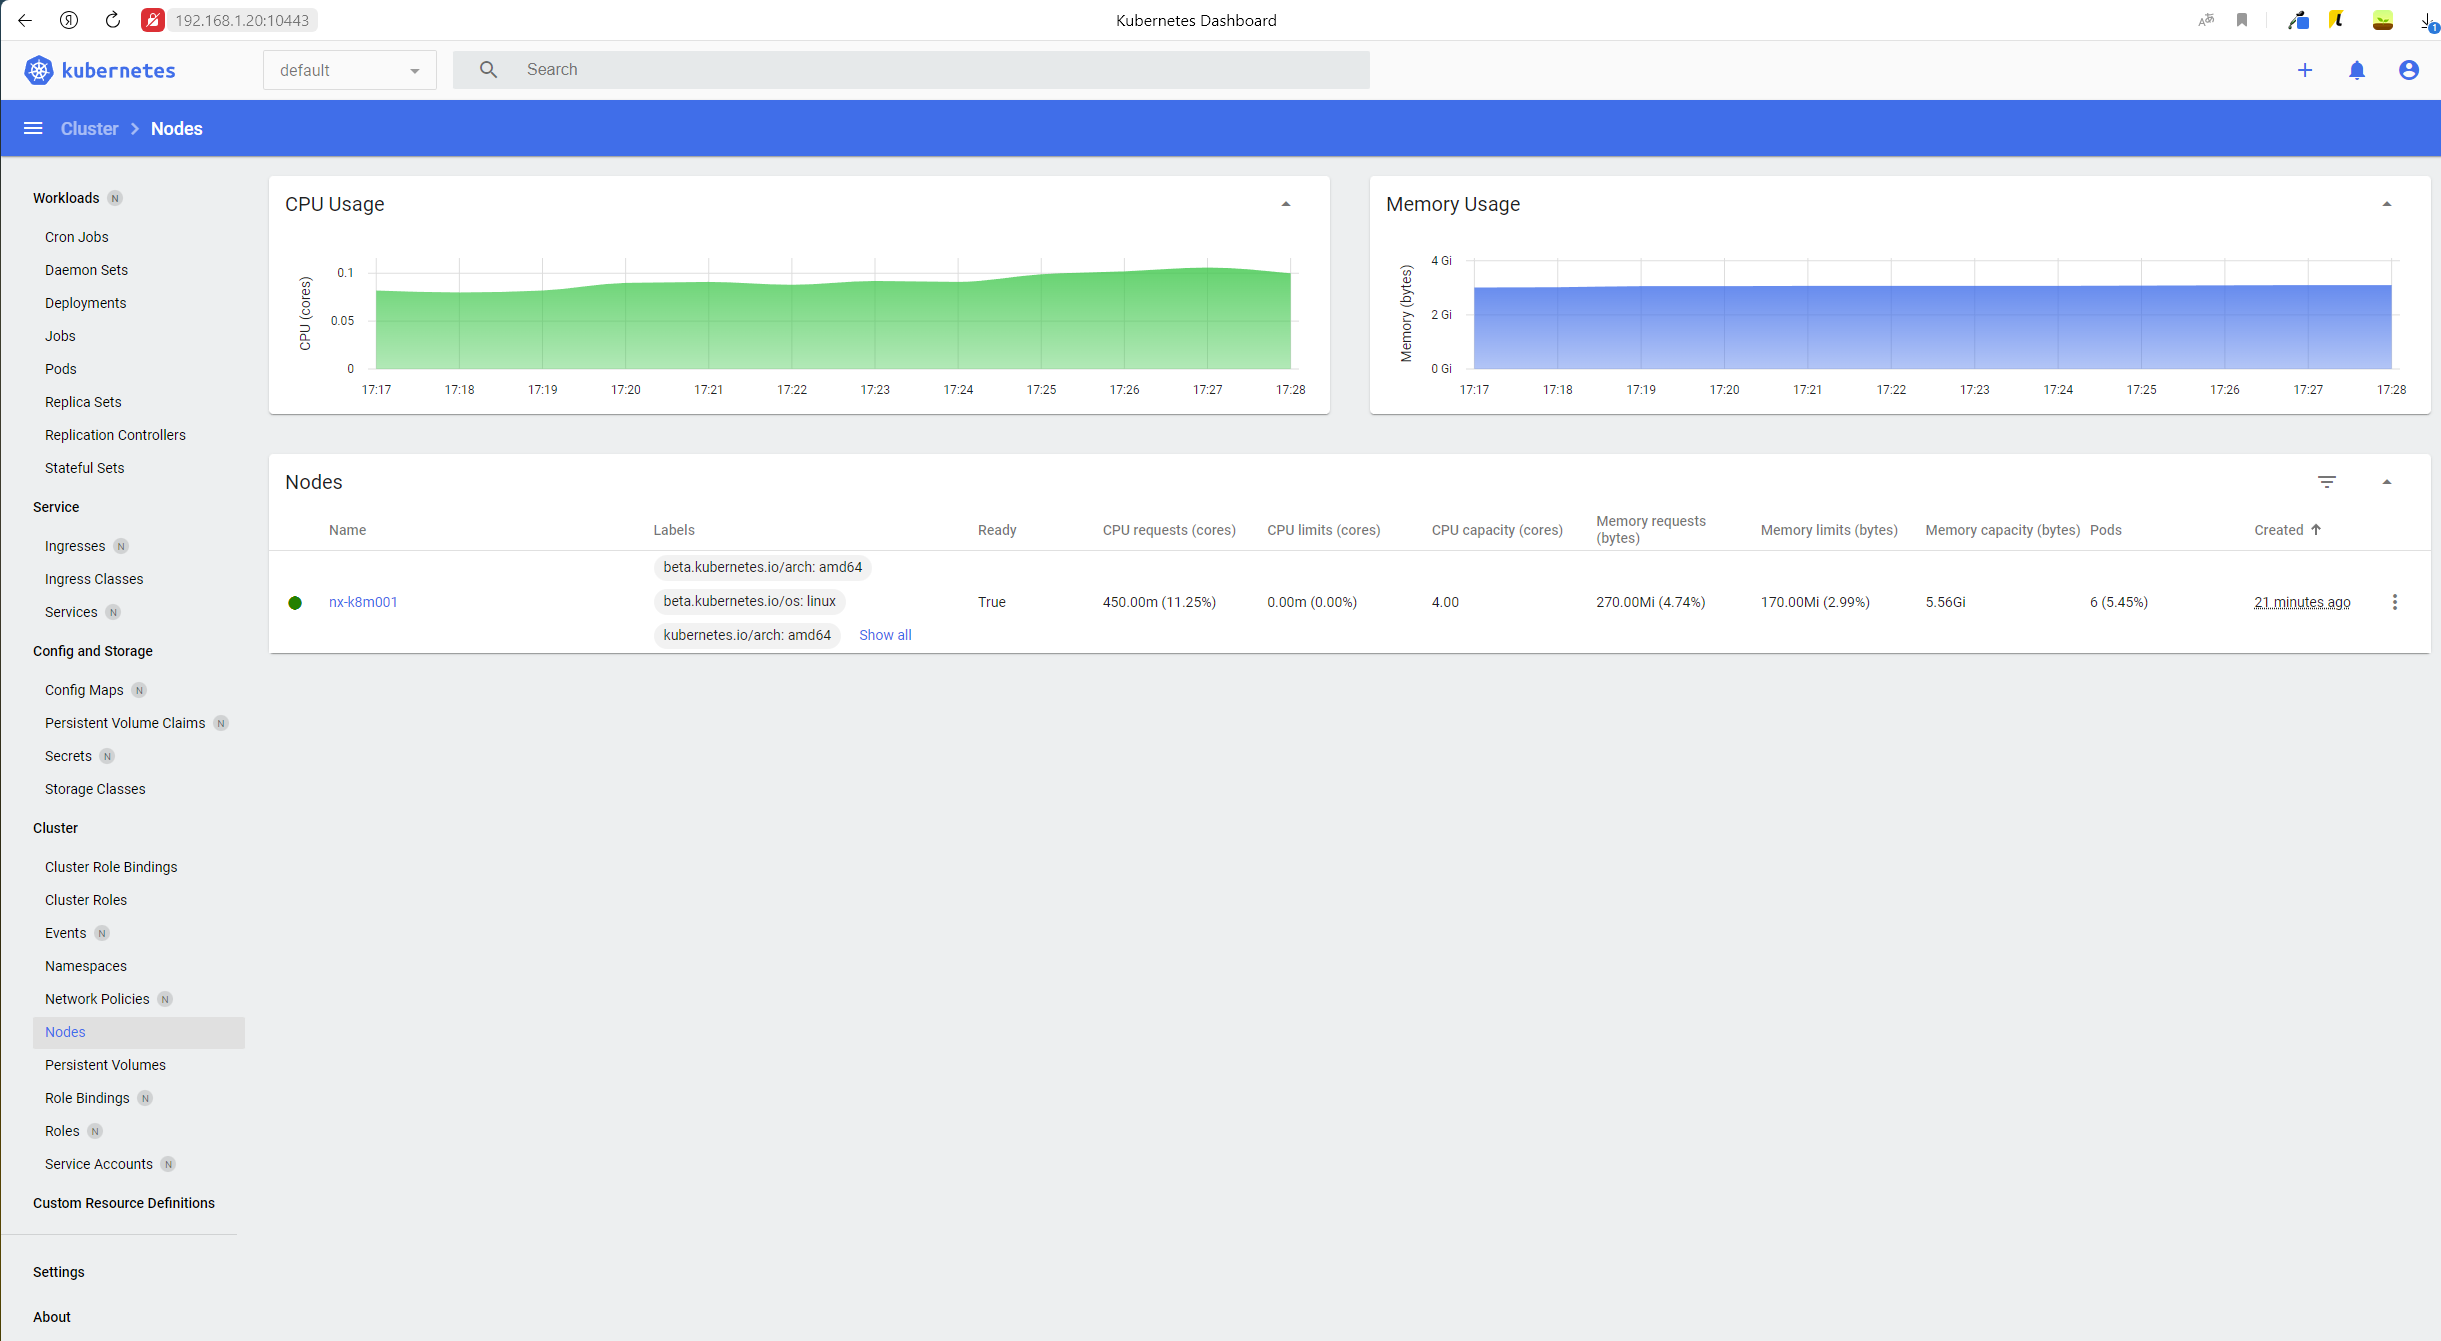 192.168.1.20:10443
Kubernetes Dashboard
1
kubernetes
default
Search
Cluster
Nodes
Workloads N
Cron Jobs
Daemon Sets
Deployments
Jobs
Pods
Replica Sets
Replication Controllers
Stateful Sets
Service
Ingresses N
Ingress Classes
Services N
Config and Storage
Config Maps N
Persistent Volume Claims N
Secrets N
Storage Classes
Cluster
Cluster Role Bindings
Cluster Roles
Events N
Namespaces
Network Policies N
Nodes
Persistent Volumes
Role Bindings N
Roles N
Service Accounts N
Custom Resource Definitions
Settings
About
CPU Usage
CPU (cores)
0.1
0.05
0
17:17 17:18 17:19 17:20 17:21 17:22 17:23 17:24 17:25 17:26 17:27 17:28
Memory Usage
Memory (bytes)
4 Gi
2 Gi
0 Gi
17:17 17:18 17:19 17:20 17:21 17:22 17:23 17:24 17:25 17:26 17:27 17:28
Nodes
Name Labels Ready CPU requests (cores) CPU limits (cores) CPU capacity (cores) Memory requests (bytes) Memory limits (bytes) Memory capacity (bytes) Pods Created
beta.kubernetes.io/arch: amd64
nx-k8m001 beta.kubernetes.io/os: linux True 450.00m (11.25%) 0.00m (0.00%) 4.00 270.00Mi (4.74%) 170.00Mi (2.99%) 5.56Gi 6 (5.45%) 21 minutes ago
kubernetes.io/arch: amd64 Show all